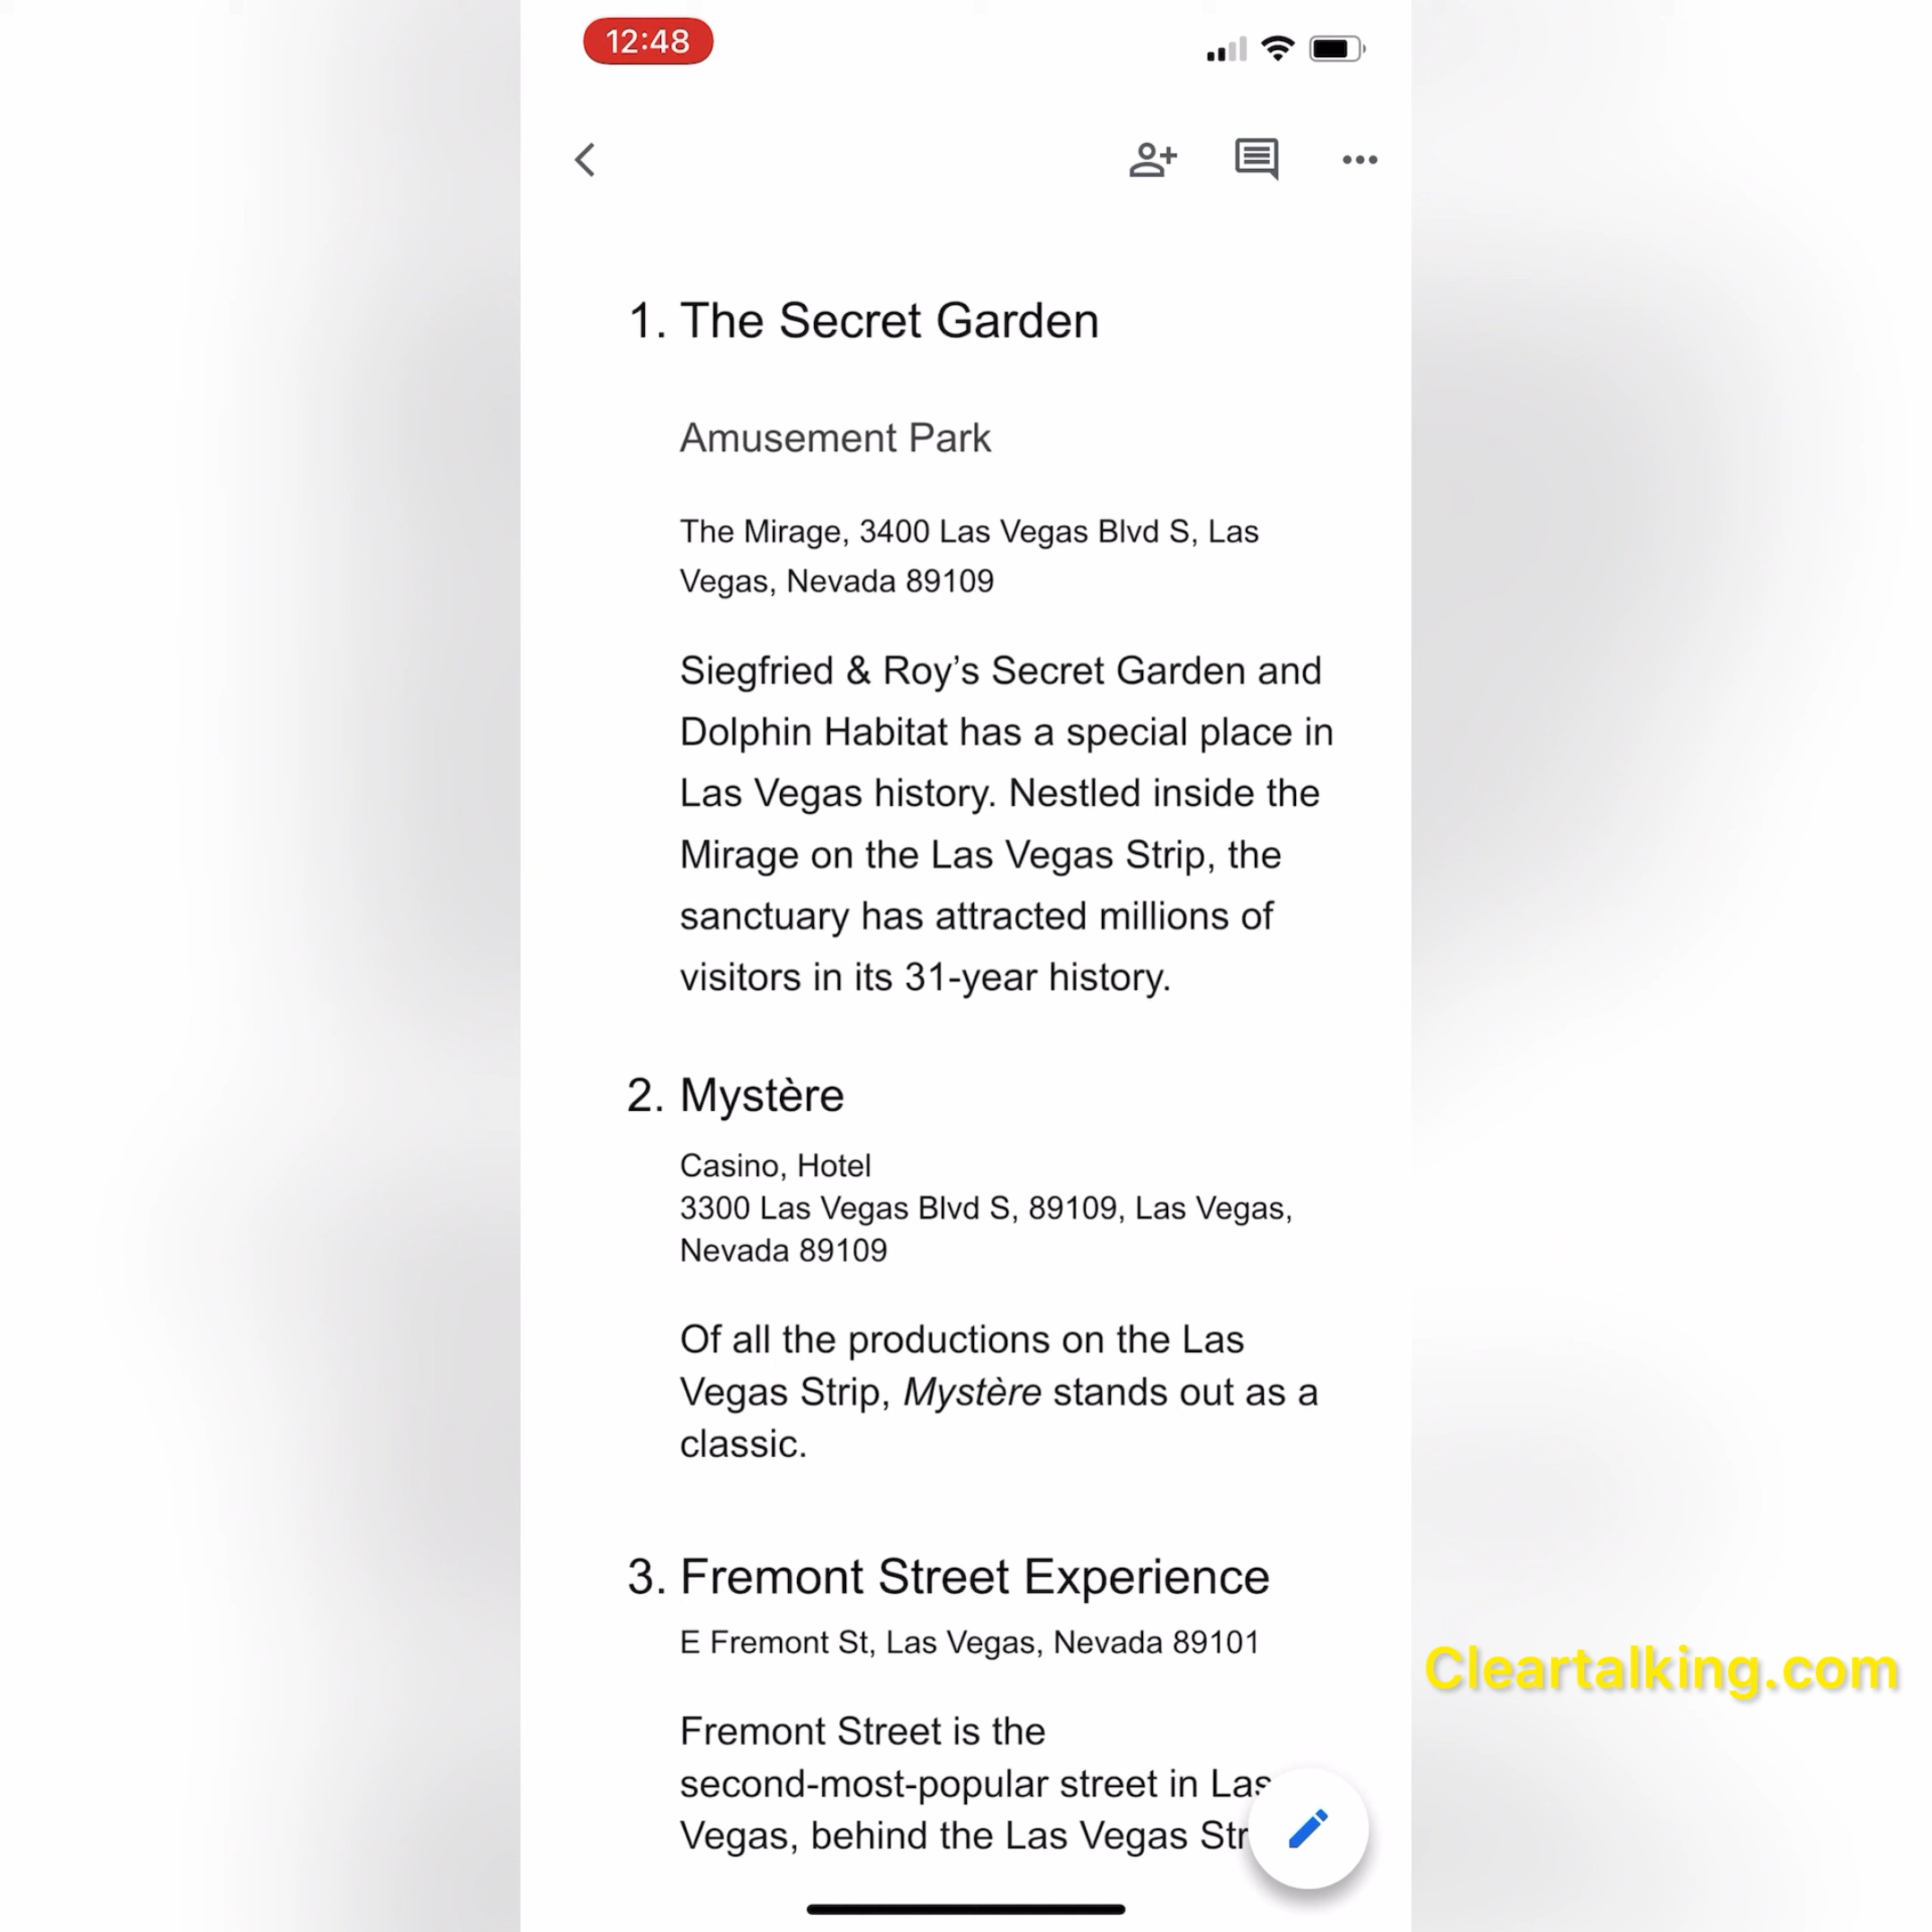 12:48
1. The Secret Garden
Amusement Park
The Mirage, 3400 Las Vegas Blvd S, Las
Vegas, Nevada 89109
Siegfried & Roy’s Secret Garden and
Dolphin Habitat has a special place in
Las Vegas history. Nestled inside the
Mirage on the Las Vegas Strip, the
sanctuary has attracted millions of
visitors in its 31-year history.
2. Mystère
Casino, Hotel
3300 Las Vegas Blvd S, 89109, Las Vegas,
Nevada 89109
Of all the productions on the Las
Vegas Strip, Mystère stands out as a
classic.
3. Fremont Street Experience
E Fremont St, Las Vegas, Nevada 89101
Fremont Street is the
second-most-popular street in Las
Vegas, behind the Las Vegas Str
Cleartalking.com